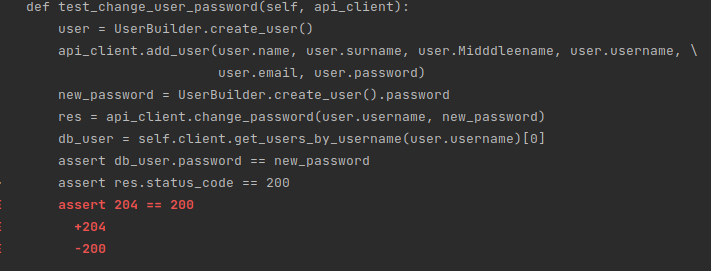 def test_change_user_password(self, api_client):
user = UserBuilder.create_user()
api_client.add_user(user.name, user.surname, user.Midddleename, user.username, \
user.email, user.password)
new_password = UserBuilder.create_user().password
res = api_client.change_password(user.username, new_password)
db_user = self.client.get_users_by_username(user.username)[0]
assert db_user.password == new_password
> assert res.status_code == 200
E assert 204 == 200
E +204
E -200